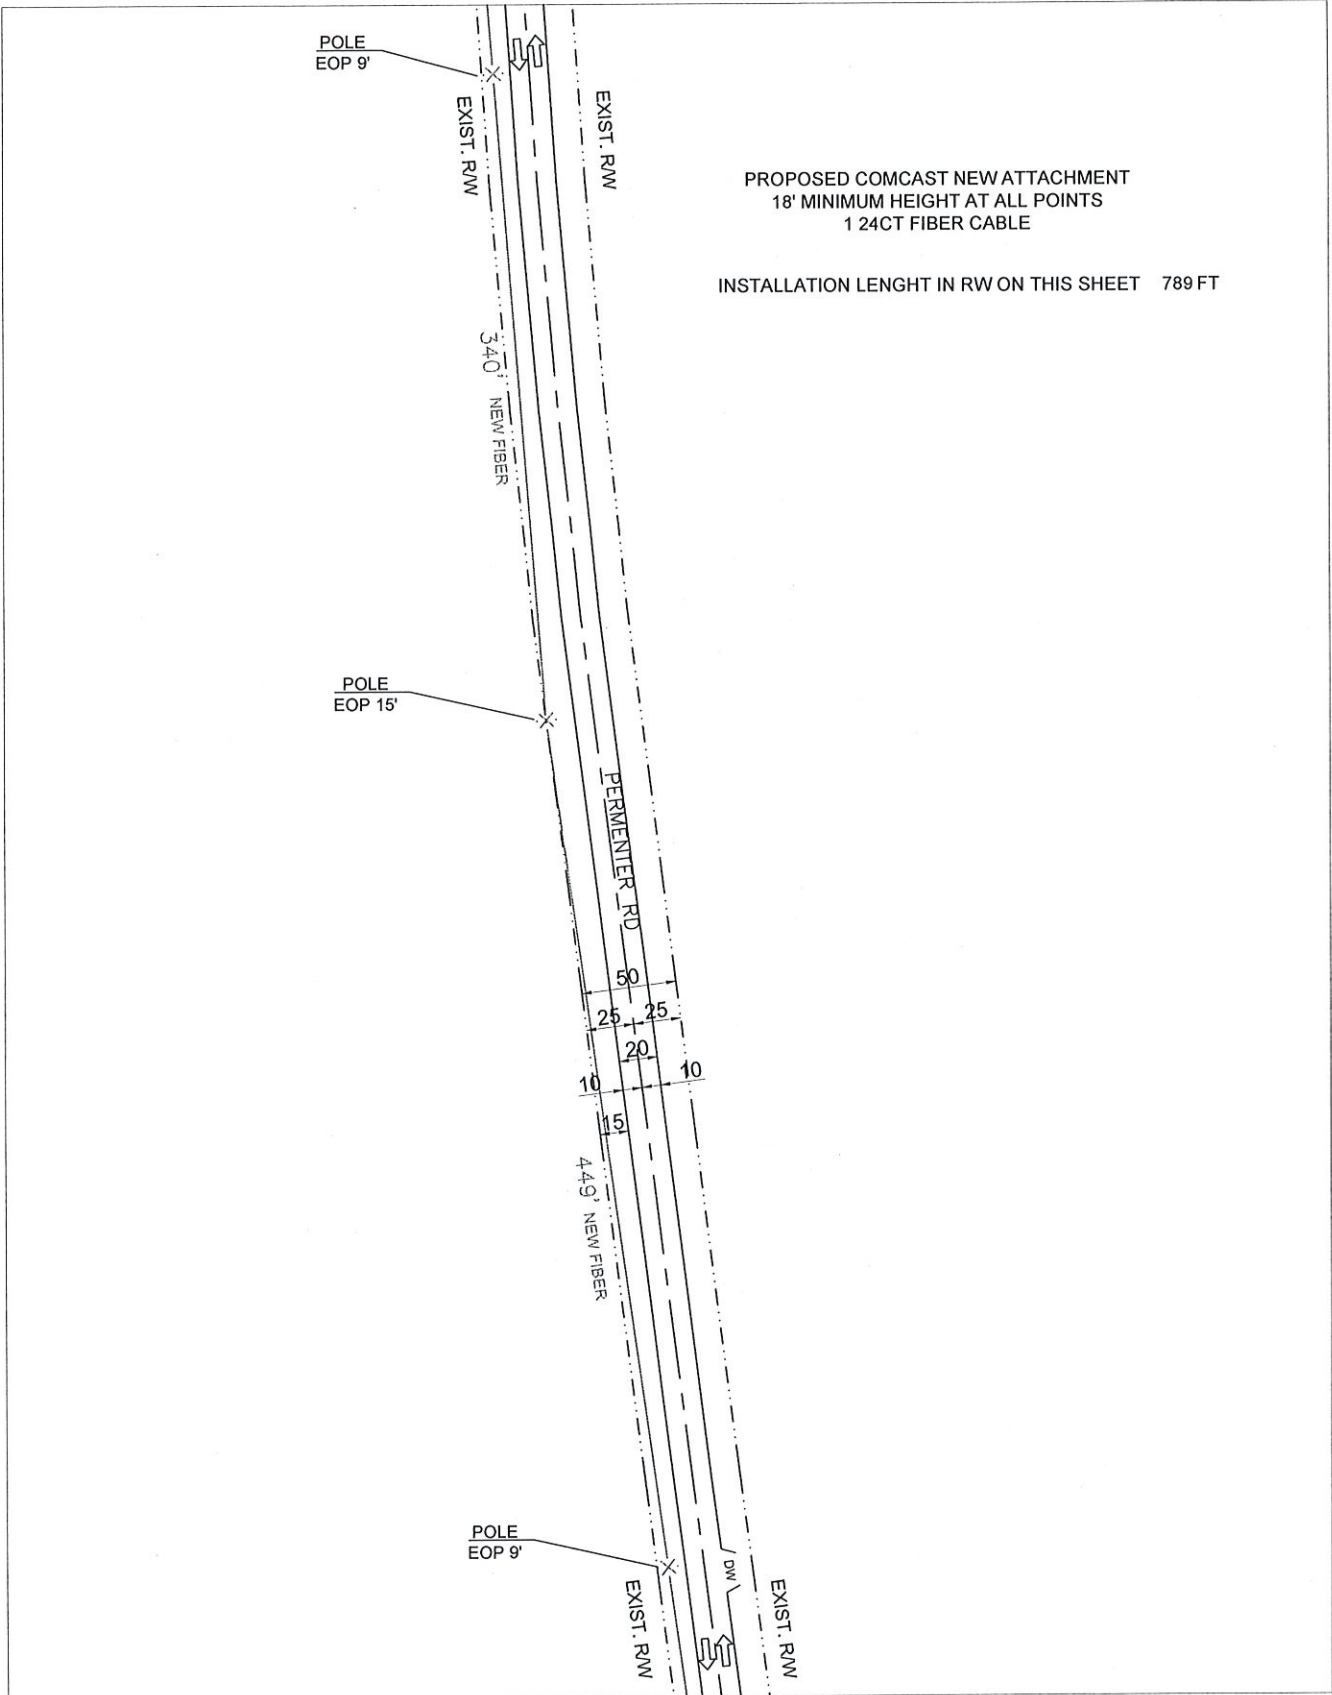 POLE
EOP 9'
EXIST. R/W
EXIST. R/W
PROPOSED COMCAST NEW ATTACHMENT
18' MINIMUM HEIGHT AT ALL POINTS
1 24CT FIBER CABLE
INSTALLATION LENGHT IN RW ON THIS SHEET 789 FT
340' NEW FIBER
POLE
EOP 15'
PERMENTER RD
50
25
25
20
10
10
15
449' NEW FIBER
POLE
EOP 9'
DW
EXIST. R/W
EXIST. R/W